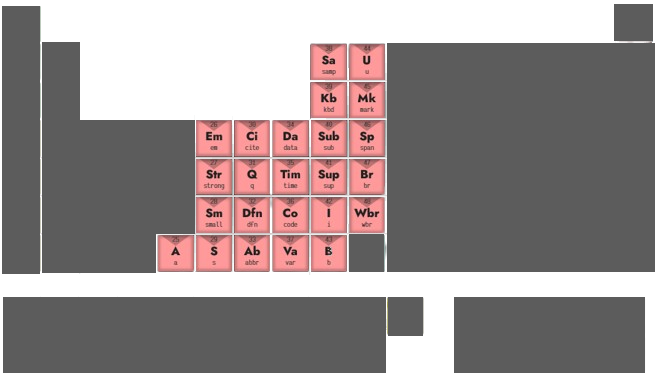 38 44
Sa U
samp u
39 45
Kb Mk
kbd mark
26 30 34 40 46
Em Ci Da Sub Sp
em cite data sub span
27 31 35 41 47
Str Q Tim Sup Br
strong q time sup br
28 32 36 42 48
Sm Dfn Co I Wbr
small dfn code i wbr
25 29 33 37 43
A S Ab Va B
a s abbr var b